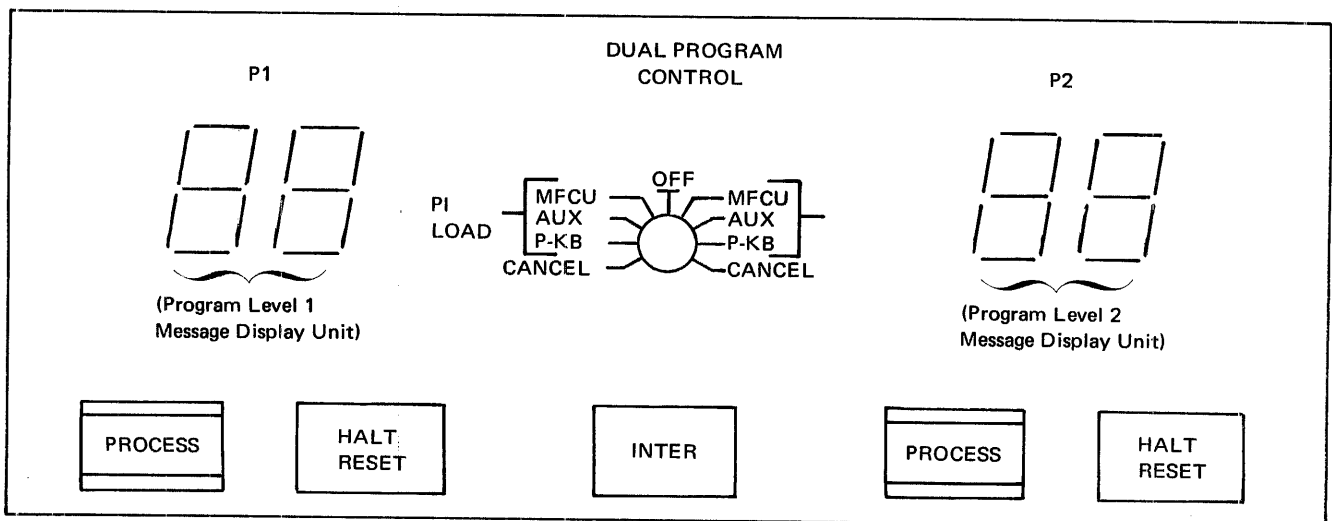 DUAL PROGRAM
CONTROL
P1
P2
OFF
PI
LOAD
MFCU
AUX
P-KB
CANCEL
MFCU
AUX
P-KB
CANCEL
(Program Level 1
Message Display Unit)
(Program Level 2
Message Display Unit)
PROCESS
HALT
RESET
INTER
PROCESS
HALT
RESET